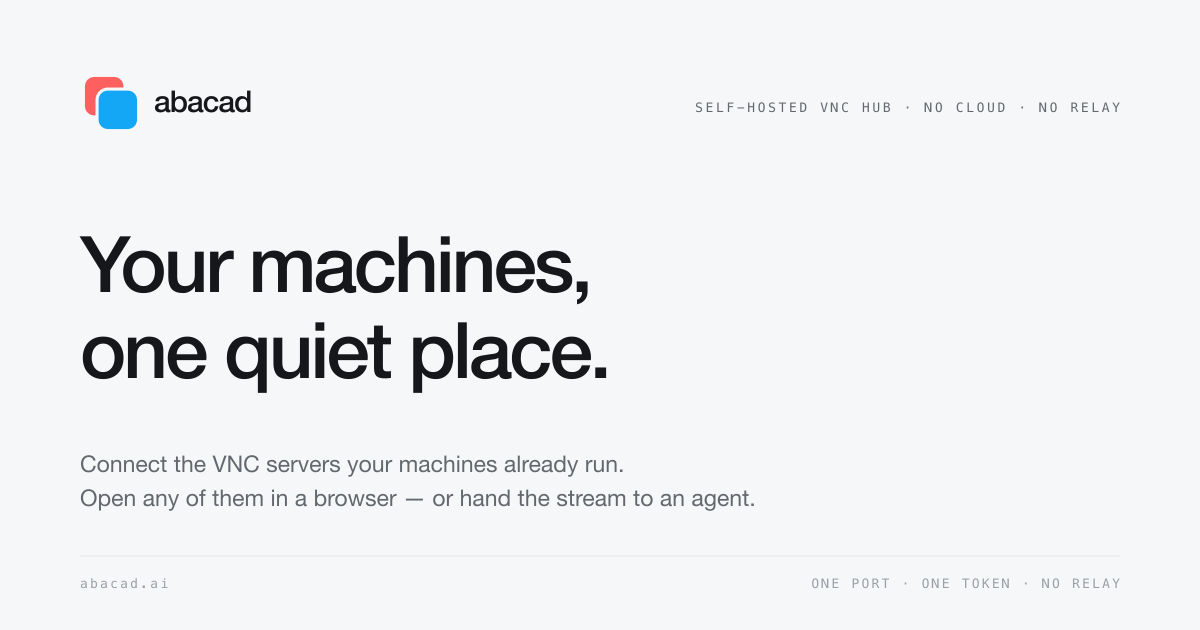 abacad
SELF-HOSTED VNC HUB · NO CLOUD · NO RELAY
Your machines,
one quiet place.
Connect the VNC servers your machines already run.
Open any of them in a browser — or hand the stream to an agent.
abacad.ai
ONE PORT · ONE TOKEN · NO RELAY